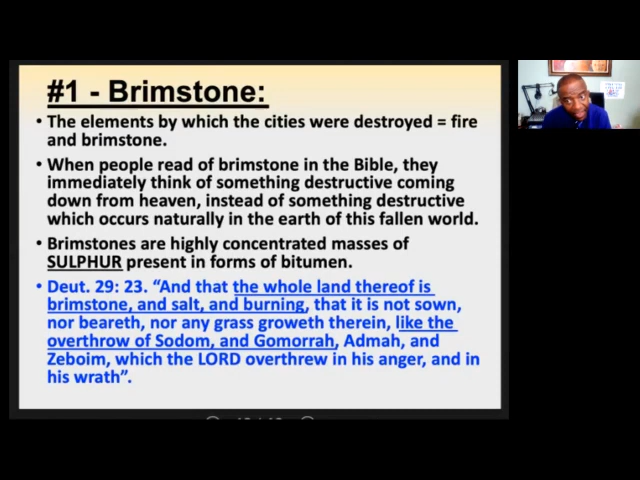 #1 - Brimstone:
• The elements by which the cities were destroyed = fire
and brimstone.
• When people read of brimstone in the Bible, they
immediately think of something destructive coming
down from heaven, instead of something destructive
which occurs naturally in the earth of this fallen world.
• Brimstones are highly concentrated masses of
SULPHUR present in forms of bitumen.
• Deut. 29: 23. “And that the whole land thereof is
brimstone, and salt, and burning, that it is not sown,
nor beareth, nor any grass groweth therein, like the
overthrow of Sodom, and Gomorrah, Admah, and
Zeboim, which the LORD overthrew in his anger, and in
his wrath”.